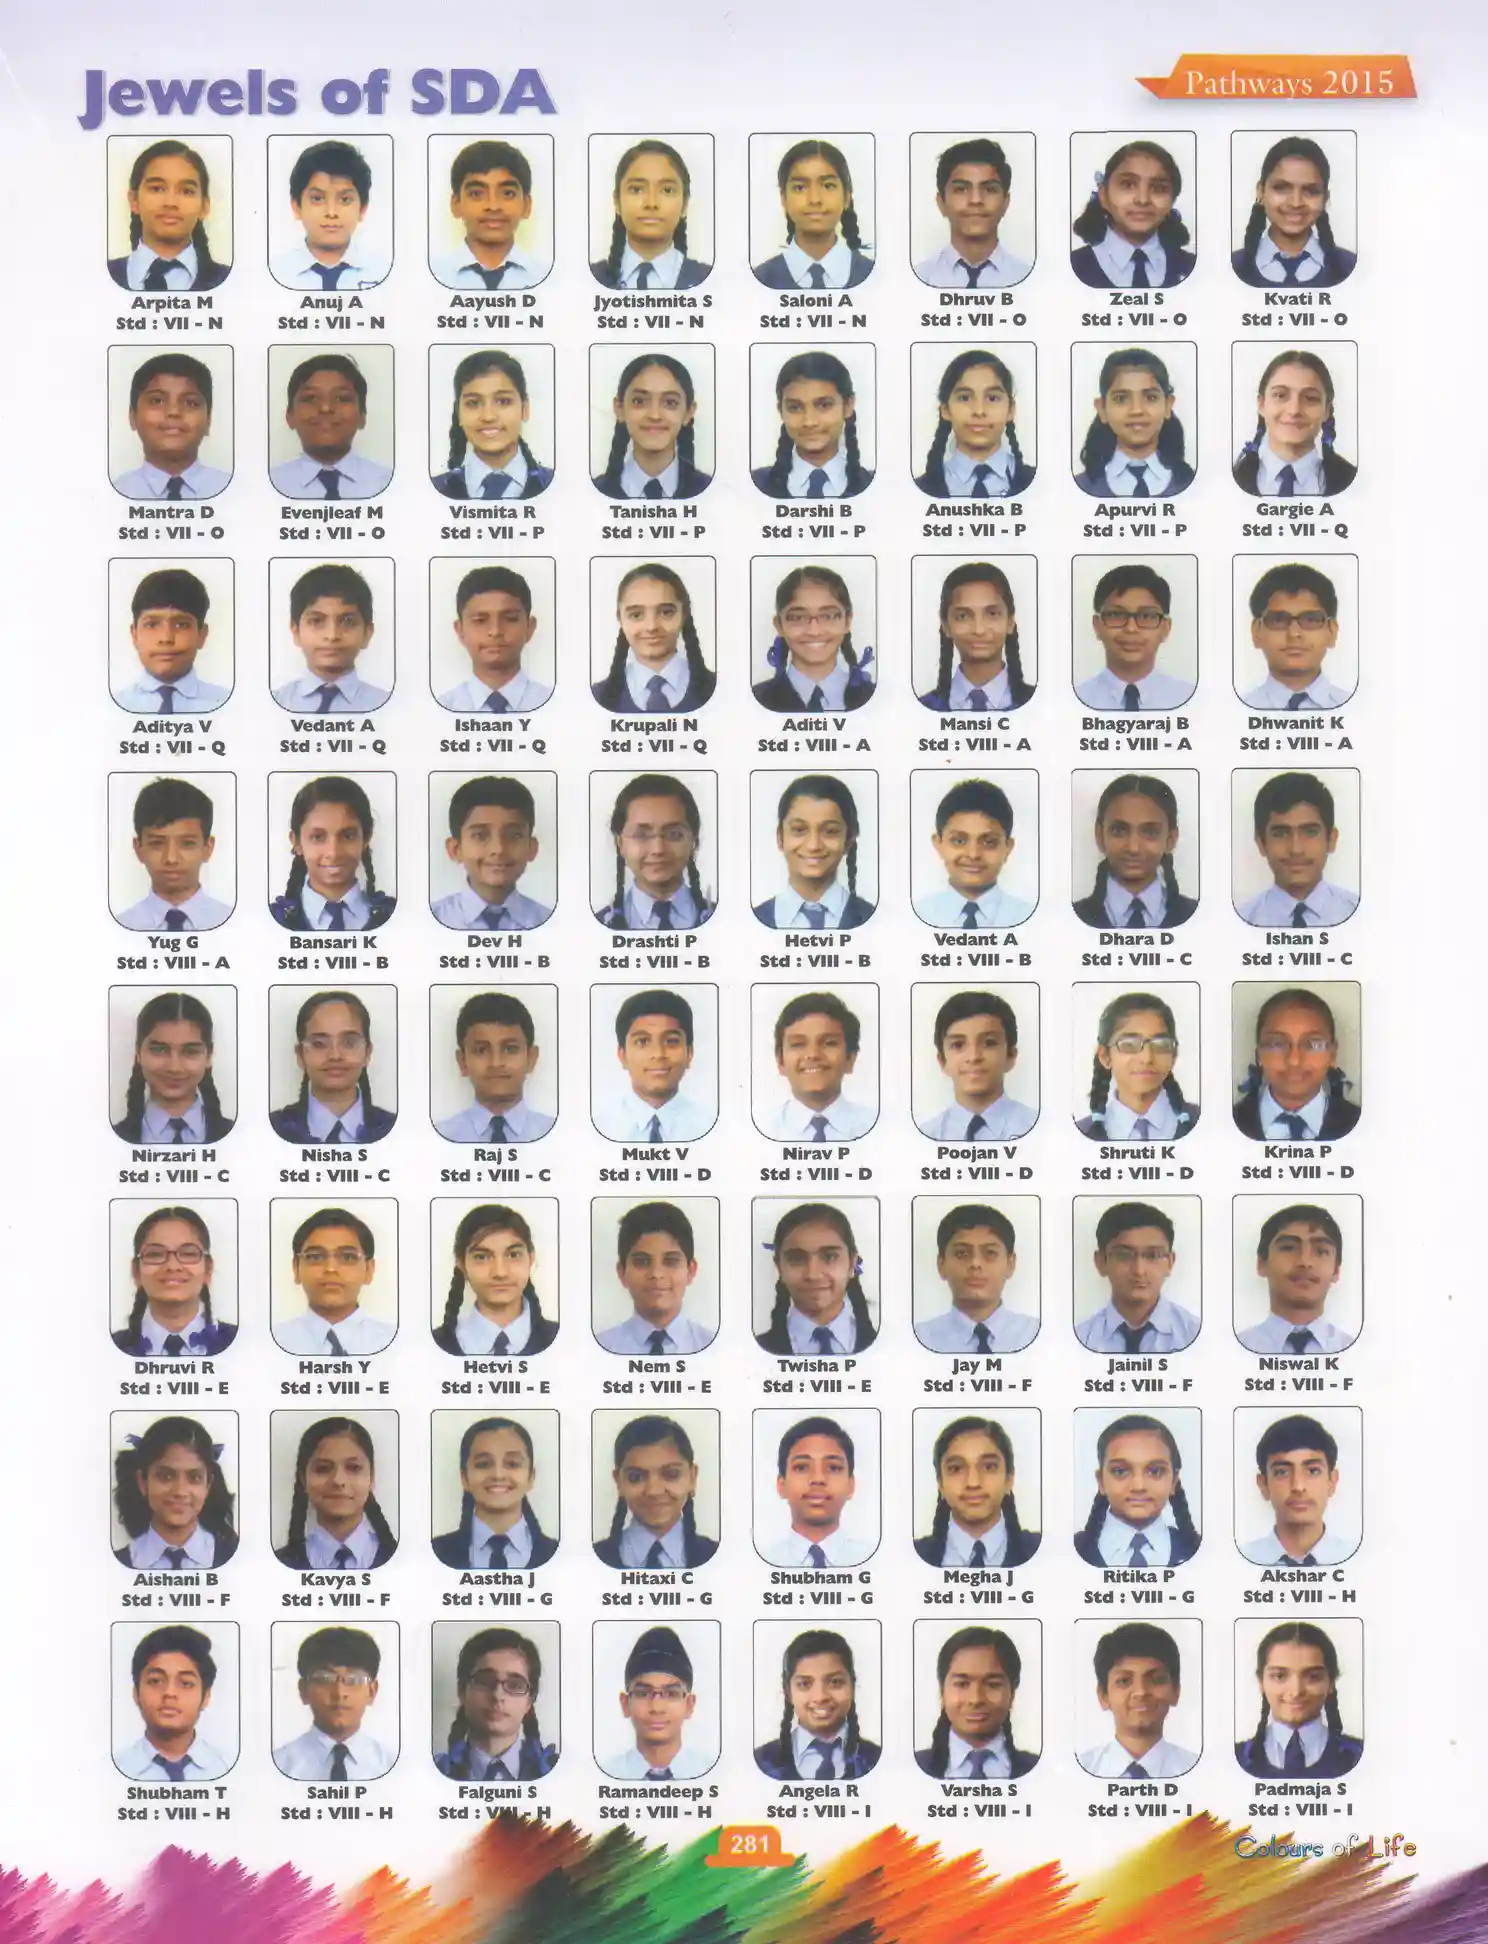 Jewels of SDA
Pathways 2015
Arpita M
Std : VII - N
Anuj A
Std : VII - N
Aayush D
Std : VII - N
Jyotishmita S
Std : VII - N
Saloni A
Std : VII - N
Dhruv B
Std : VII - O
Zeal S
Std : VII - O
Kvati R
Std : VII - O
Mantra D
Std : VII - O
Evenjleaf M
Std : VII - O
Vismita R
Std : VII - P
Tanisha H
Std : VII - P
Darshi B
Std : VII - P
Anushka B
Std : VII - P
Apurvi R
Std : VII - P
Gargie A
Std : VII - Q
Aditya V
Std : VII - Q
Vedant A
Std : VII - Q
Ishaan Y
Std : VII - Q
Krupali N
Std : VII - Q
Aditi V
Std : VIII - A
Mansi C
Std : VIII - A
Bhagyaraj B
Std : VIII - A
Dhwanit K
Std : VIII - A
Yug G
Std : VIII - A
Bansari K
Std : VIII - B
Dev H
Std : VIII - B
Drashti P
Std : VIII - B
Hetvi P
Std : VIII - B
Vedant A
Std : VIII - B
Dhara D
Std : VIII - C
Ishan S
Std : VIII - C
Nirzari H
Std : VIII - C
Nisha S
Std : VIII - C
Raj S
Std : VIII - C
Mukt V
Std : VIII - D
Nirav P
Std : VIII - D
Poojan V
Std : VIII - D
Shruti K
Std : VIII - D
Krina P
Std : VIII - D
Dhruvi R
Std : VIII - E
Harsh Y
Std : VIII - E
Hetvi S
Std : VIII - E
Nem S
Std : VIII - E
Twisha P
Std : VIII - E
Jay M
Std : VIII - F
Jainil S
Std : VIII - F
Niswal K
Std : VIII - F
Aishani B
Std : VIII - F
Kavya S
Std : VIII - F
Aastha J
Std : VIII - G
Hitaxi C
Std : VIII - G
Shubham G
Std : VIII - G
Megha J
Std : VIII - G
Ritika P
Std : VIII - G
Akshar C
Std : VIII - H
Shubham T
Std : VIII - H
Sahil P
Std : VIII - H
Falguni S
Std : VIII - H
Ramandeep S
Std : VIII - H
Angela R
Std : VIII - I
Varsha S
Std : VIII - I
Parth D
Std : VIII - I
Padmaja S
Std : VIII - I
281
Colours of Life